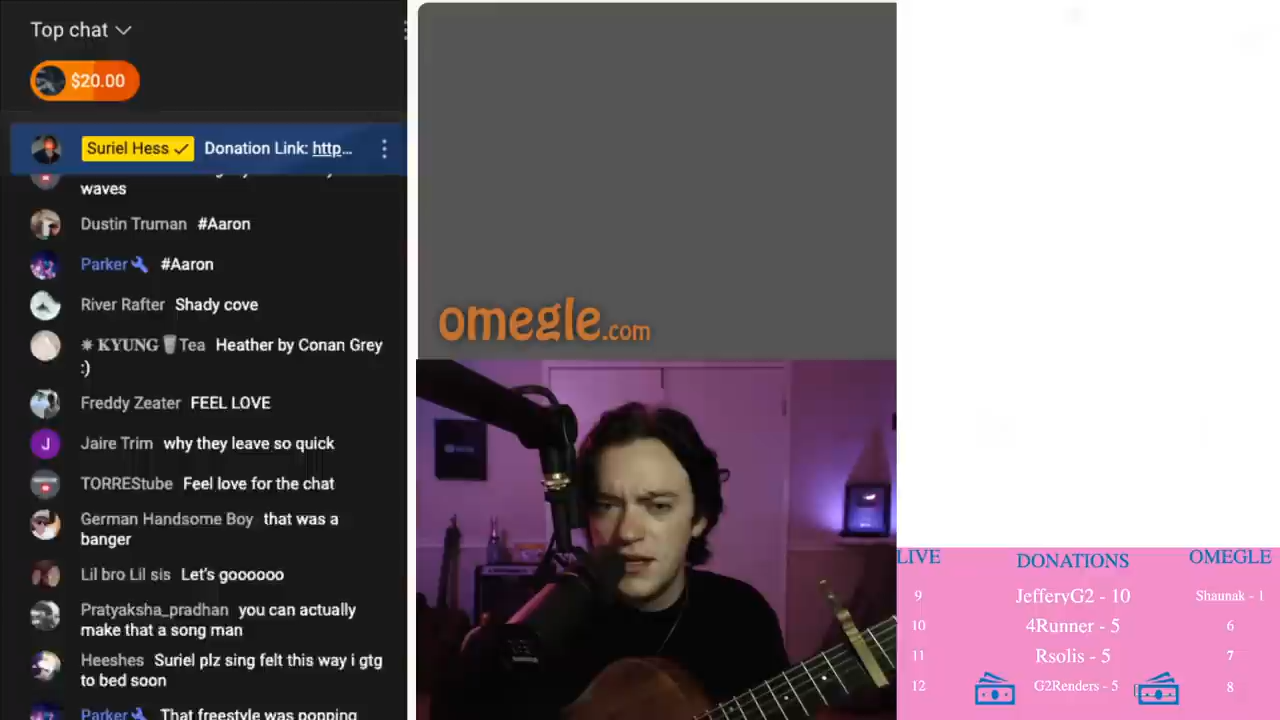 Top chat
$20.00
Suriel Hess ✓ Donation Link: http...
waves
Dustin Truman #Aaron
Parker #Aaron
River Rafter Shady cove
✴ KYUNG🥛Tea Heather by Conan Grey
:)
Freddy Zeater FEEL LOVE
J Jaire Trim why they leave so quick
TORREStube Feel love for the chat
German Handsome Boy that was a
banger
Lil bro Lil sis Let's goooooo
Pratyaksha_pradhan you can actually
make that a song man
Heeshes Suriel plz sing felt this way i gtg
to bed soon
Parker That freestyle was popping
omegle.com
LIVE DONATIONS OMEGLE
9 JefferyG2 - 10 Shaunak - 1
10 4Runner - 5 6
11 Rsolis - 5 7
12 G2Renders - 5 8